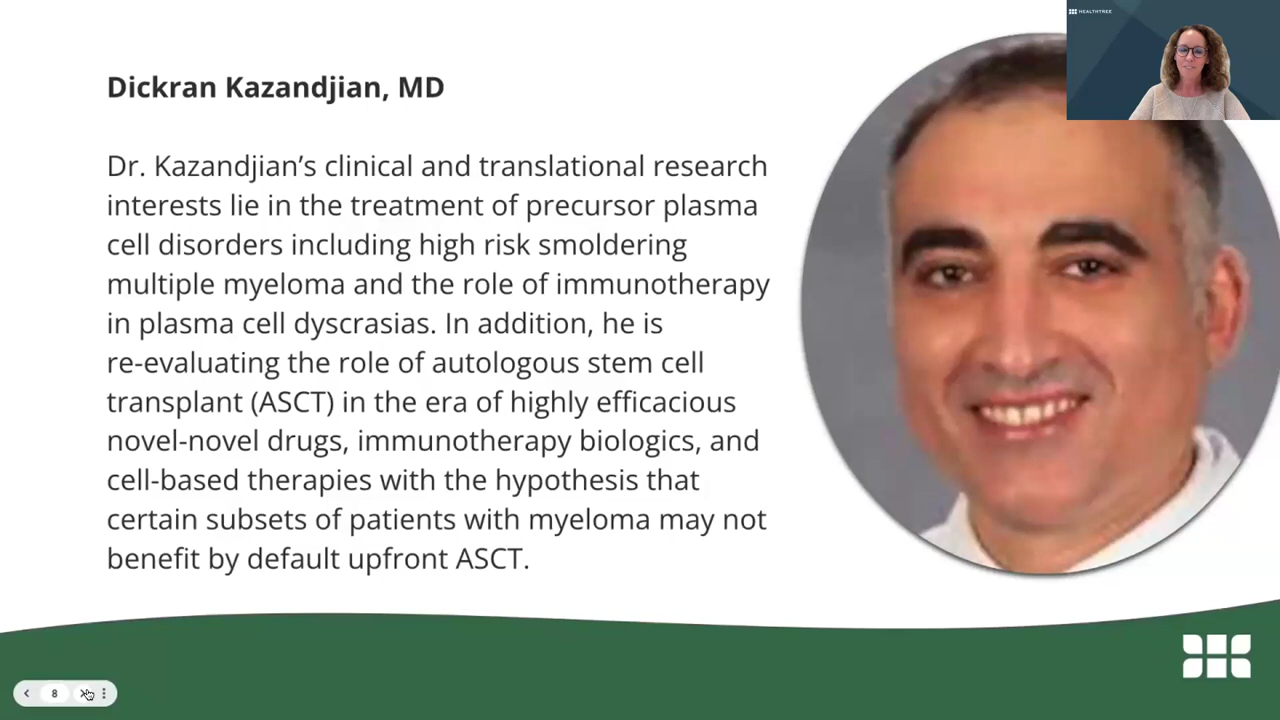 HEALTHTREE
Dickran Kazandjian, MD
Dr. Kazandjian’s clinical and translational research
interests lie in the treatment of precursor plasma
cell disorders including high risk smoldering
multiple myeloma and the role of immunotherapy
in plasma cell dyscrasias. In addition, he is
re-evaluating the role of autologous stem cell
transplant (ASCT) in the era of highly efficacious
novel-novel drugs, immunotherapy biologics, and
cell-based therapies with the hypothesis that
certain subsets of patients with myeloma may not
benefit by default upfront ASCT.
8